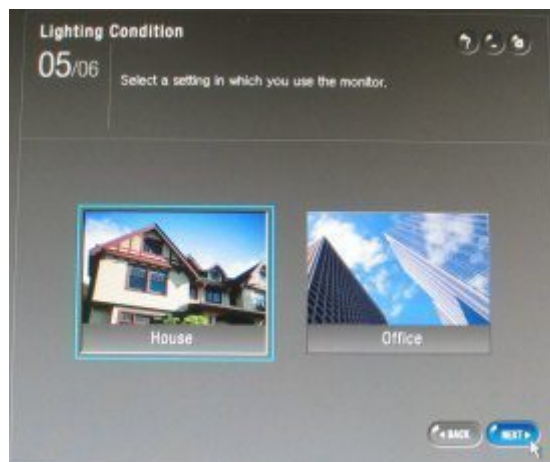 Lighting Condition
05/06
Select a setting in which you use the monitor.
House
Office
BACK
NEXT